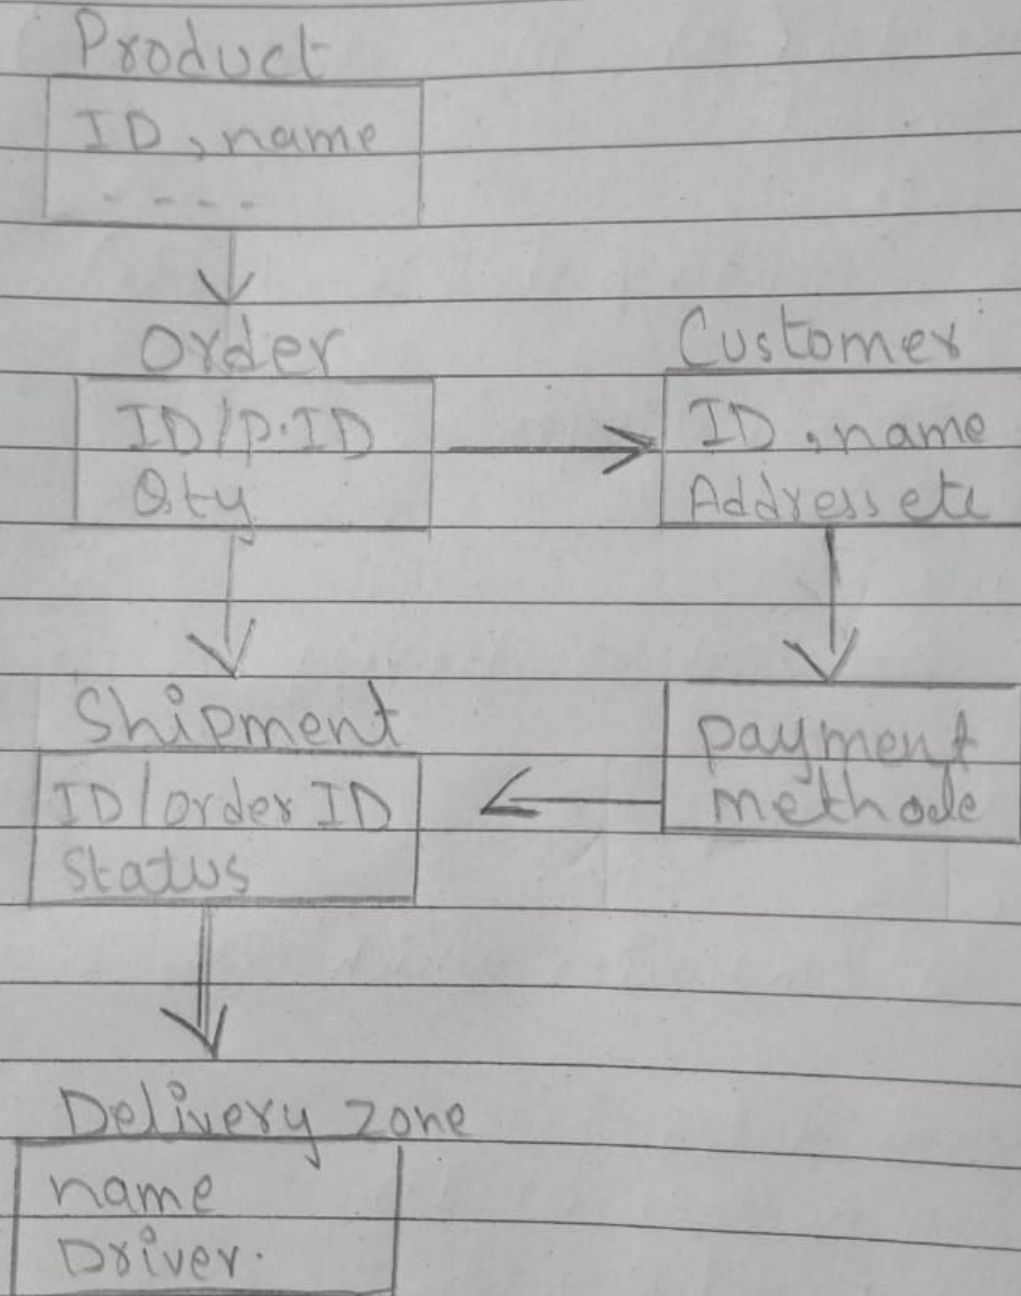 Product
ID, name
- - - -
Order
ID/P.ID
Qty
Customer
ID, name
Address etc
Shipment
ID/order ID
Status
payment
methode
Delivery zone
name
Driver.